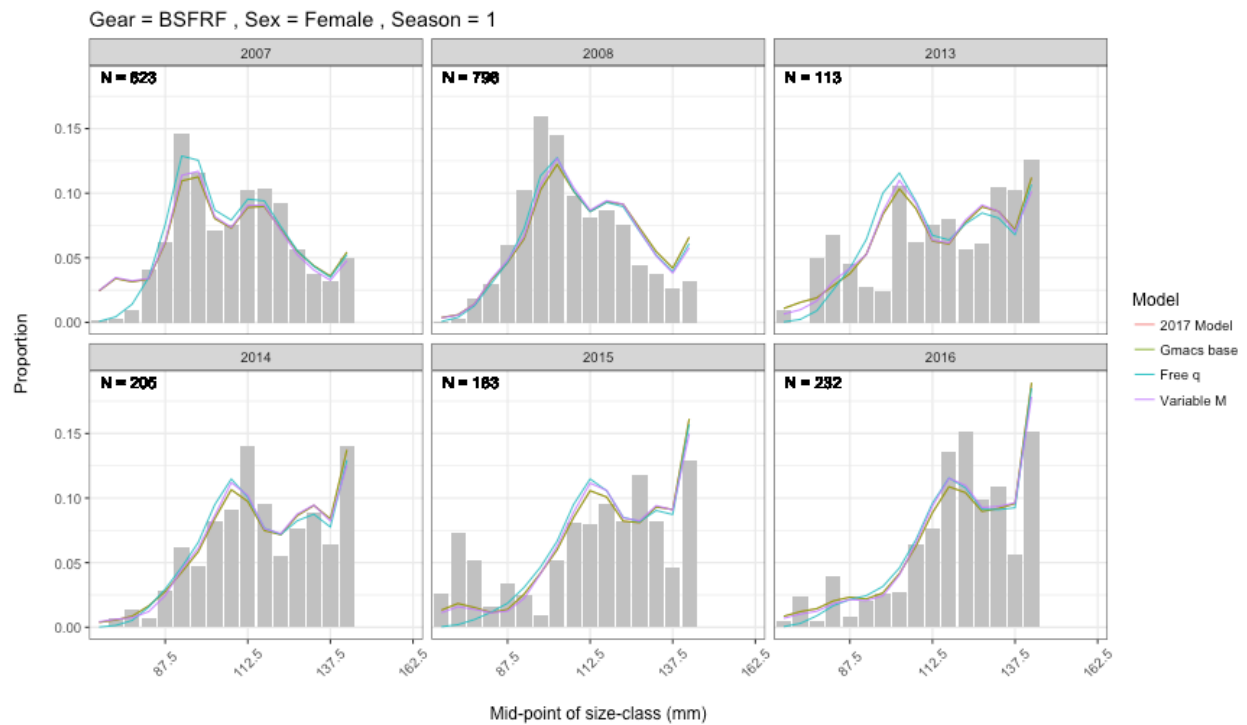 Gear = BSFRF , Sex = Female , Season = 1
2007 2008 2013
N = 623 N = 798 N = 113
0.15
0.10
0.05
0.00
Proportion
2014 2015 2016
N = 205 N = 163 N = 232
0.15
0.10
0.05
0.00
87.5 112.5 137.5 162.5 87.5 112.5 137.5 162.5 87.5 112.5 137.5 162.5
Mid-point of size-class (mm)
Model
2017 Model
Gmacs base
Free q
Variable M